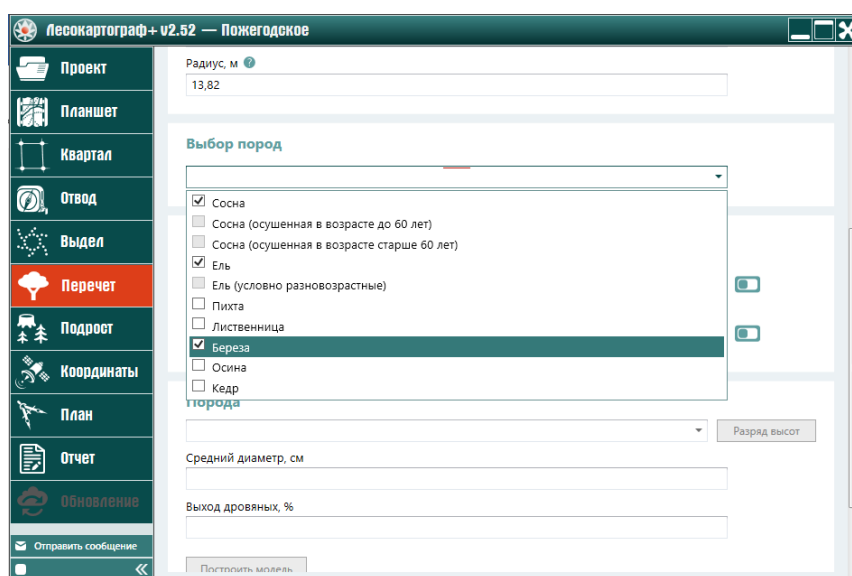 Лесокартограф+ v2.52 — Пожегодское
Проект
Планшет
Квартал
Отвод
Выдел
Перечет
Подрост
Координаты
План
Отчет
Обновление
Отправить сообщение
«
Радиус, м ?
13,82
Выбор пород
Сосна
Сосна (осушенная в возрасте до 60 лет)
Сосна (осушенная в возрасте старше 60 лет)
Ель
Ель (условно разновозрастные)
Пихта
Лиственница
Береза
Осина
Кедр
Порода
Разряд высот
Средний диаметр, см
Выход дровяных, %
Построить модель